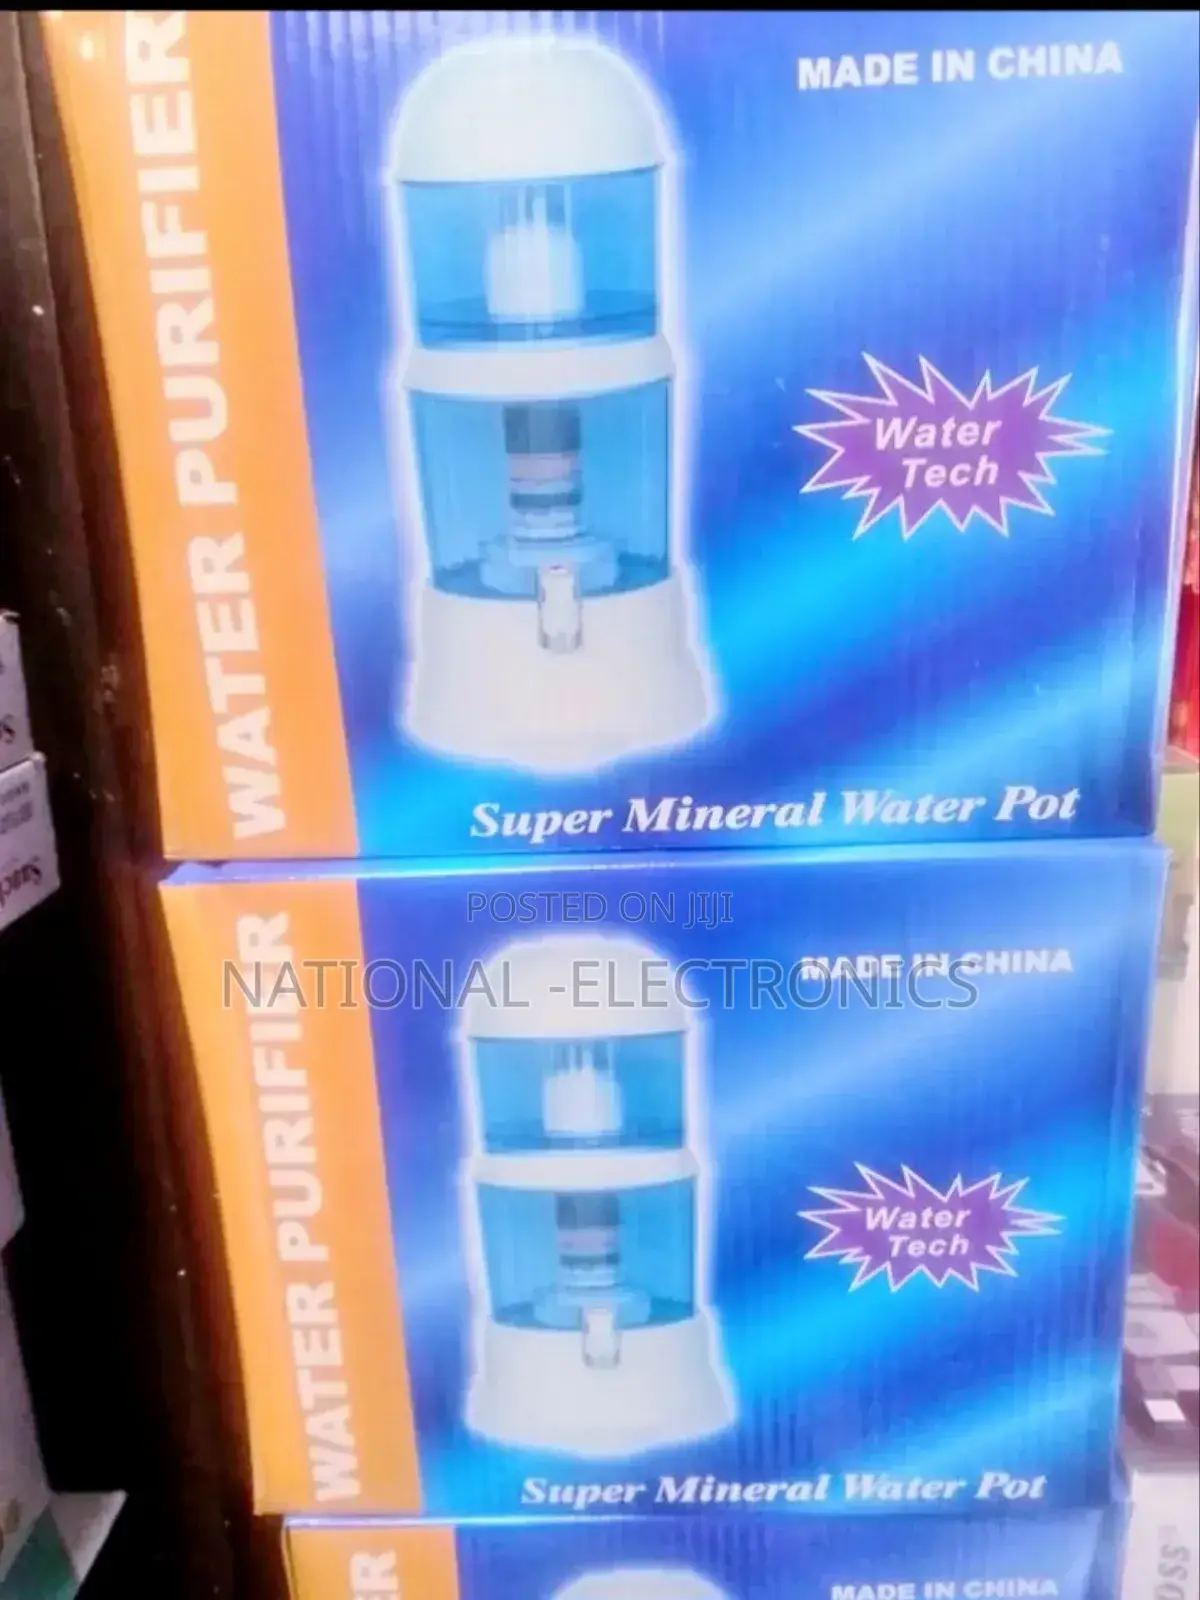 WATER PURIFIER
MADE IN CHINA
Water
Tech
Super Mineral Water Pot
POSTED ON JIJI
NATIONAL -ELECTRONICS
WATER PURIFIER
MADE IN CHINA
Water
Tech
Super Mineral Water Pot
MADE IN CHINA